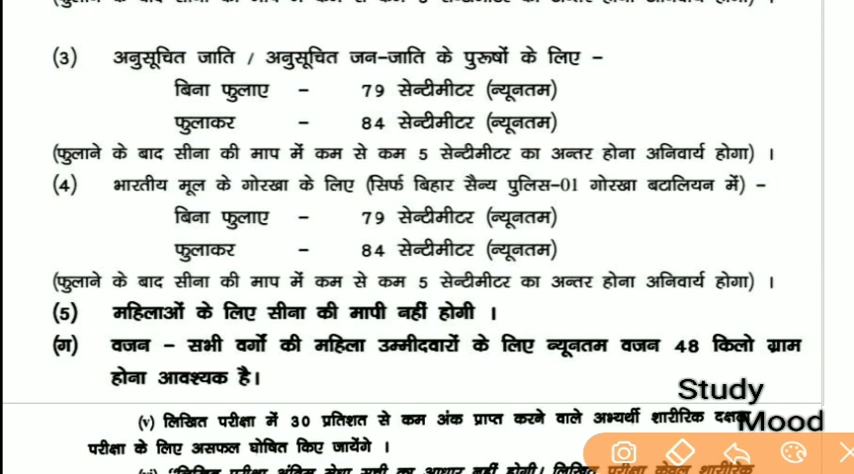 (3) अनुसूचित जाति / अनुसूचित जन-जाति के पुरूषों के लिए -
बिना फुलाए - 79 सेन्टीमीटर (न्यूनतम)
फुलाकर - 84 सेन्टीमीटर (न्यूनतम)
(फुलाने के बाद सीना की माप में कम से कम 5 सेन्टीमीटर का अन्तर होना अनिवार्य होगा) ।
(4) भारतीय मूल के गोरखा के लिए (सिर्फ बिहार सैन्य पुलिस-01 गोरखा बटालियन में) -
बिना फुलाए - 79 सेन्टीमीटर (न्यूनतम)
फुलाकर - 84 सेन्टीमीटर (न्यूनतम)
(फुलाने के बाद सीना की माप में कम से कम 5 सेन्टीमीटर का अन्तर होना अनिवार्य होगा) ।
(5) महिलाओं के लिए सीना की मापी नहीं होगी ।
(ग) वजन - सभी वर्गो की महिला उम्मीदवारों के लिए न्यूनतम वजन 48 किलो ग्राम
होना आवश्यक है।
Study
Mood
(v) लिखित परीक्षा में 30 प्रतिशत से कम अंक प्राप्त करने वाले अभ्यर्थी शारीरिक दक्षता
परीक्षा के लिए असफल घोषित किए जायेंगे ।